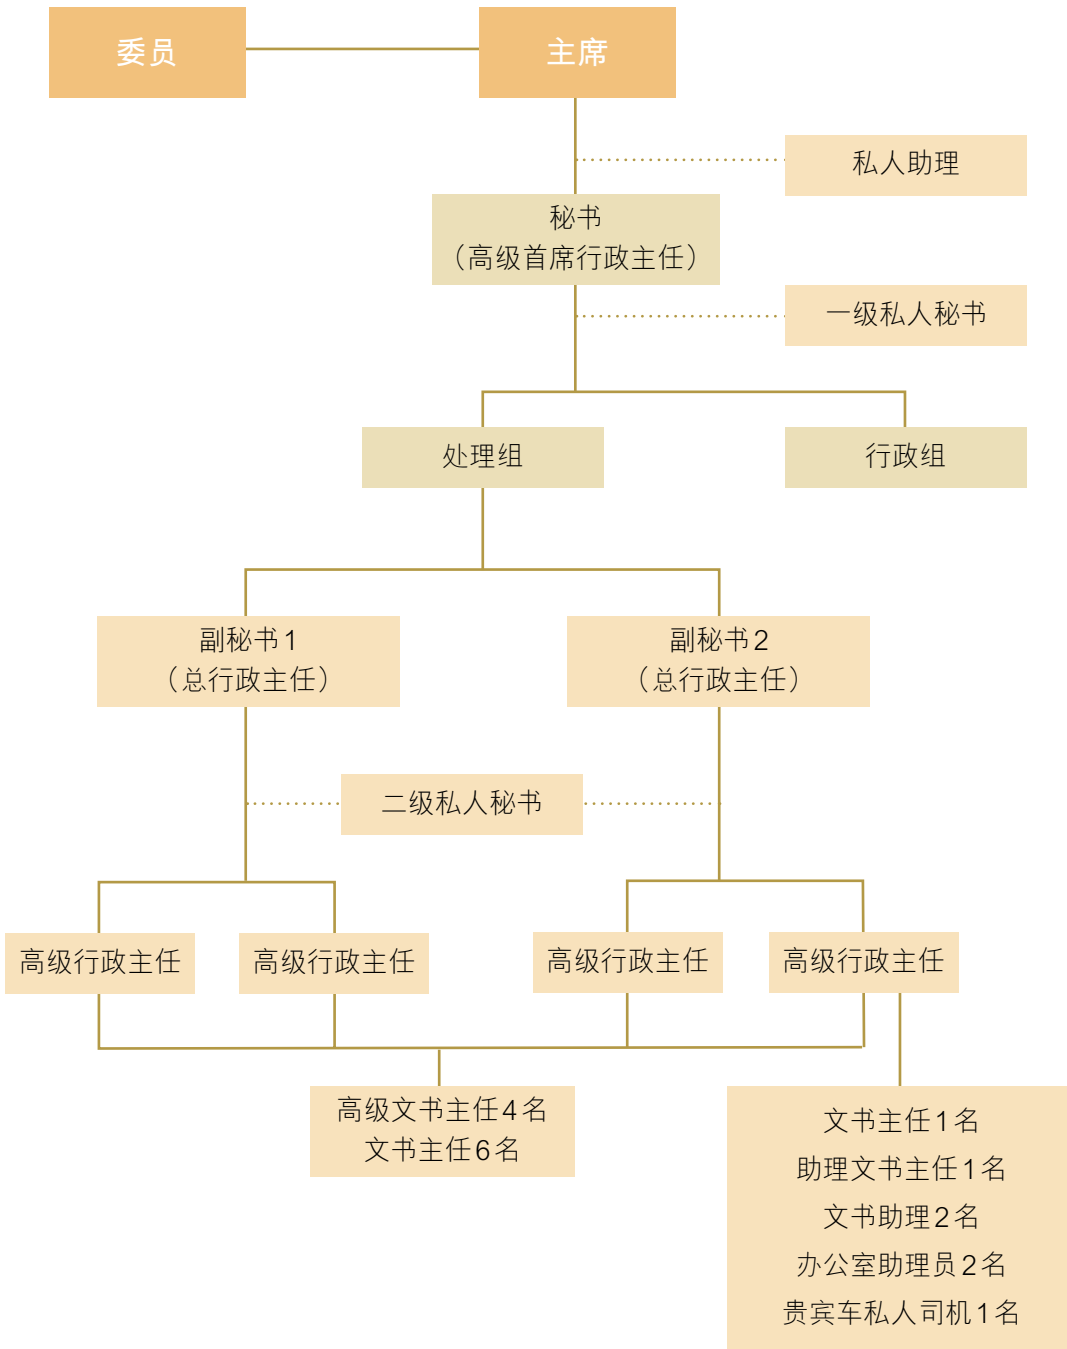 委员
主席
私人助理
秘书
（高级首席行政主任）
一级私人秘书
处理组
行政组
副秘书1
（总行政主任）
副秘书2
（总行政主任）
二级私人秘书
高级行政主任
高级行政主任
高级行政主任
高级行政主任
高级文书主任4名
文书主任6名
文书主任1名
助理文书主任1名
文书助理2名
办公室助理员2名
贵宾车私人司机1名